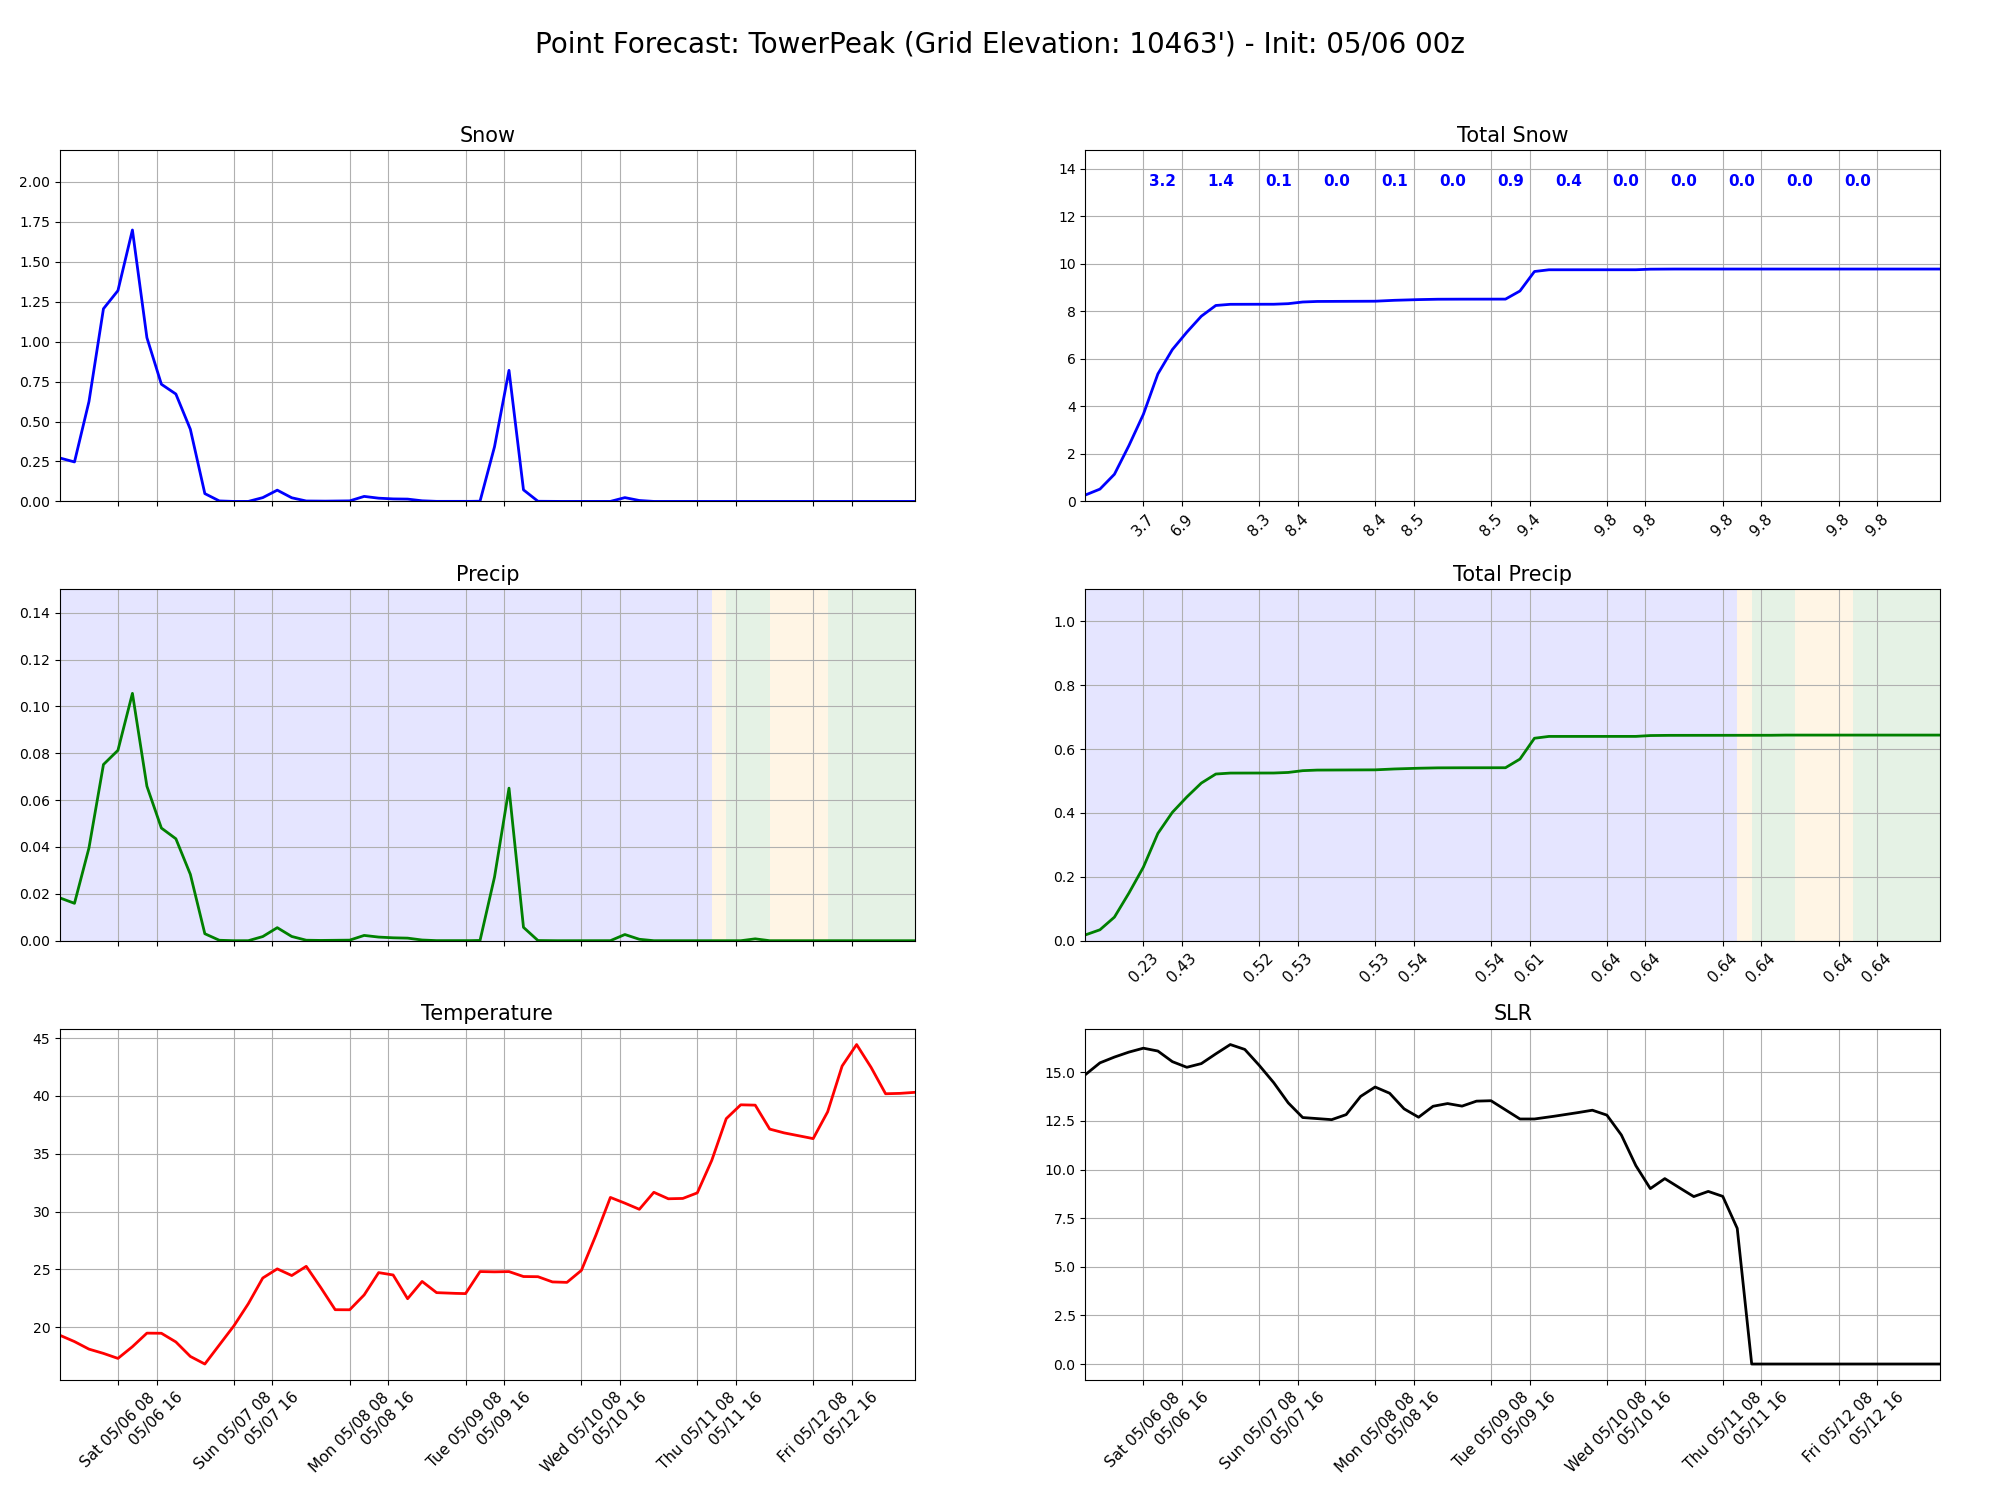 Point Forecast: TowerPeak (Grid Elevation: 10463') - Init: 05/06 00z
Snow
2.00
1.75
1.50
1.25
1.00
0.75
0.50
0.25
0.00
Total Snow
3.2 1.4 0.1 0.0 0.1 0.0 0.9 0.4 0.0 0.0 0.0 0.0 0.0
14
12
10
8
6
4
2
0
3.7 6.9 8.3 8.4 8.4 8.5 8.5 9.4 9.8 9.8 9.8 9.8 9.8 9.8
Precip
0.14
0.12
0.10
0.08
0.06
0.04
0.02
0.00
Total Precip
1.0
0.8
0.6
0.4
0.2
0.0
0.23 0.43 0.52 0.53 0.53 0.54 0.54 0.61 0.64 0.64 0.64 0.64 0.64 0.64
Temperature
45
40
35
30
25
20
Sat 05/06 08
05/06 16
Sun 05/07 08
05/07 16
Mon 05/08 08
05/08 16
Tue 05/09 08
05/09 16
Wed 05/10 08
05/10 16
Thu 05/11 08
05/11 16
Fri 05/12 08
05/12 16
SLR
15.0
12.5
10.0
7.5
5.0
2.5
0.0
Sat 05/06 08
05/06 16
Sun 05/07 08
05/07 16
Mon 05/08 08
05/08 16
Tue 05/09 08
05/09 16
Wed 05/10 08
05/10 16
Thu 05/11 08
05/11 16
Fri 05/12 08
05/12 16